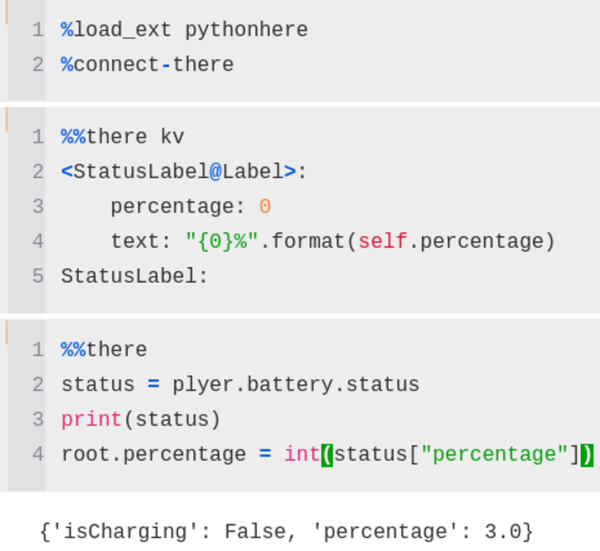 1 %load_ext pythonhere
2 %connect-there
1 %%there kv
2 <StatusLabel@Label>:
3     percentage: 0
4     text: "{0}%".format(self.percentage)
5 StatusLabel:
1 %%there
2 status = plyer.battery.status
3 print(status)
4 root.percentage = int(status["percentage"])
{'isCharging': False, 'percentage': 3.0}